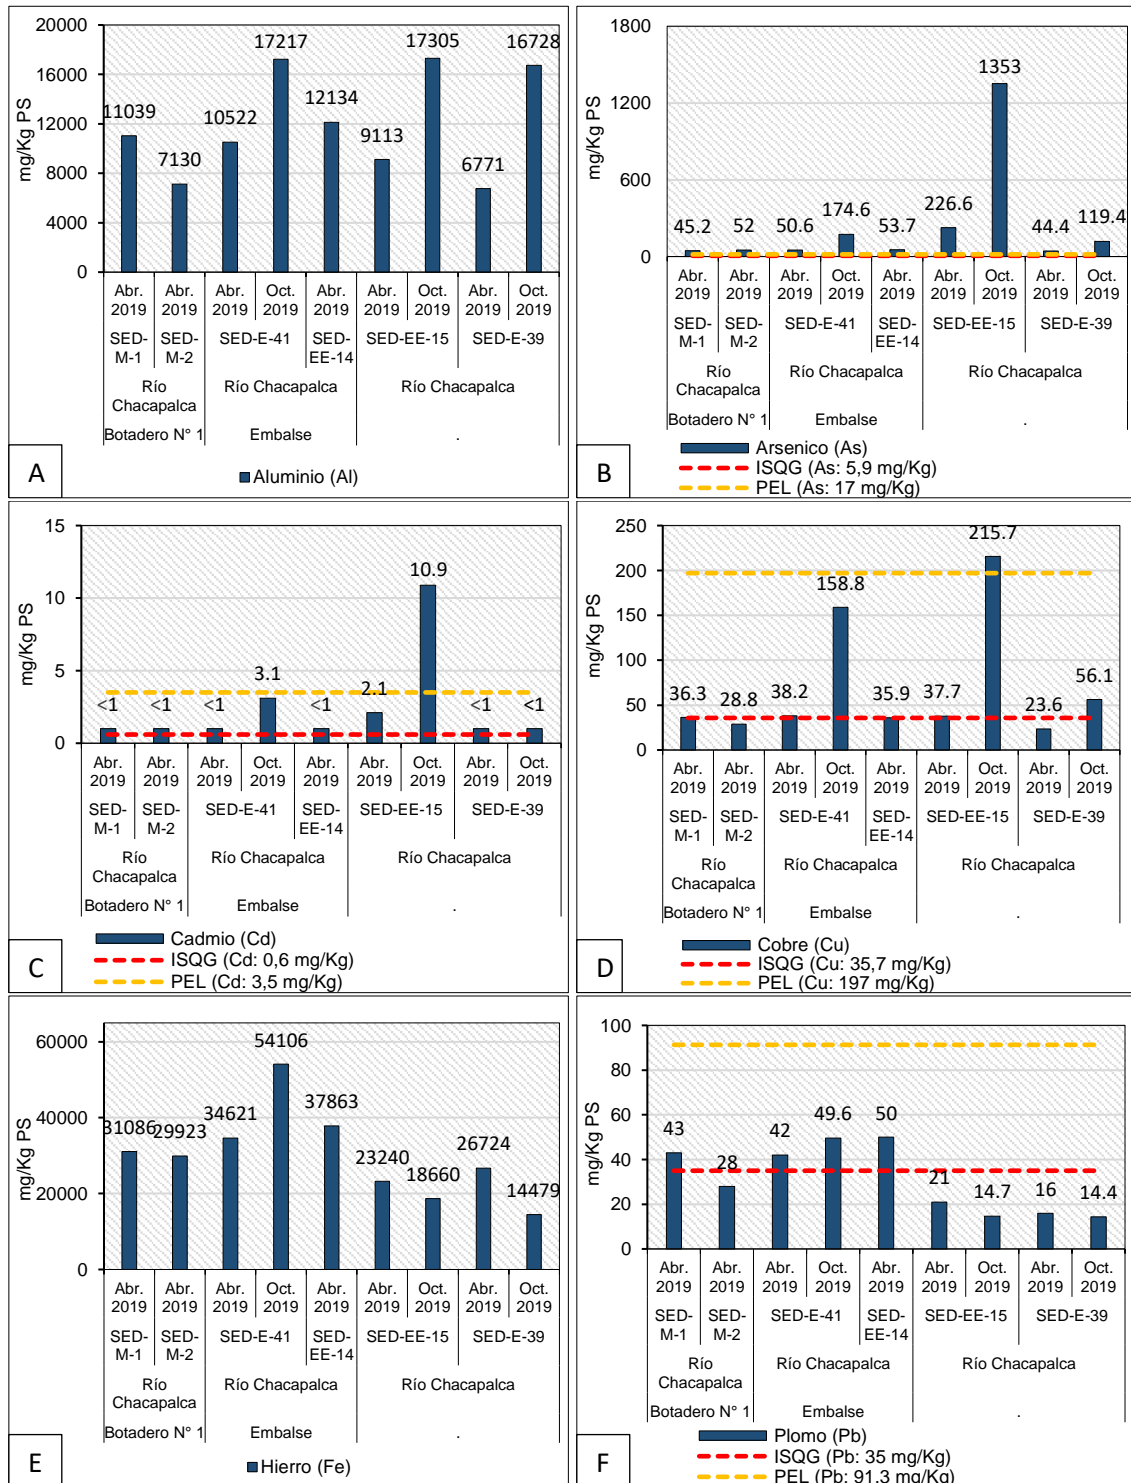 20000
16000
12000
8000
4000
0
mg/Kg PS
11039
7130
10522
17217
12134
9113
17305
6771
16728
Abr. 2019
Abr. 2019
Abr. 2019
Oct. 2019
Abr. 2019
Abr. 2019
Oct. 2019
Abr. 2019
Oct. 2019
SED-M-1
SED-M-2
SED-E-41
SED-EE-14
SED-EE-15
SED-E-39
Río Chacapalca
Río Chacapalca
Río Chacapalca
Botadero N° 1
Embalse
.
Aluminio (Al)
A
1800
1200
600
0
mg/Kg PS
45.2
52
50.6
174.6
53.7
226.6
1353
44.4
119.4
Abr. 2019
Abr. 2019
Abr. 2019
Oct. 2019
Abr. 2019
Abr. 2019
Oct. 2019
Abr. 2019
Oct. 2019
SED-M-1
SED-M-2
SED-E-41
SED-EE-14
SED-EE-15
SED-E-39
Río Chacapalca
Río Chacapalca
Río Chacapalca
Botadero N° 1
Embalse
.
Arsenico (As)
ISQG (As: 5,9 mg/Kg)
PEL (As: 17 mg/Kg)
B
15
10
5
0
mg/Kg PS
<1
<1
<1
3.1
<1
2.1
10.9
<1
<1
Abr. 2019
Abr. 2019
Abr. 2019
Oct. 2019
Abr. 2019
Abr. 2019
Oct. 2019
Abr. 2019
Oct. 2019
SED-M-1
SED-M-2
SED-E-41
SED-EE-14
SED-EE-15
SED-E-39
Río Chacapalca
Río Chacapalca
Río Chacapalca
Botadero N° 1
Embalse
.
Cadmio (Cd)
ISQG (Cd: 0,6 mg/Kg)
PEL (Cd: 3,5 mg/Kg)
C
250
200
150
100
50
0
mg/Kg PS
36.3
28.8
38.2
158.8
35.9
37.7
215.7
23.6
56.1
Abr. 2019
Abr. 2019
Abr. 2019
Oct. 2019
Abr. 2019
Abr. 2019
Oct. 2019
Abr. 2019
Oct. 2019
SED-M-1
SED-M-2
SED-E-41
SED-EE-14
SED-EE-15
SED-E-39
Río Chacapalca
Río Chacapalca
Río Chacapalca
Botadero N° 1
Embalse
.
Cobre (Cu)
ISQG (Cu: 35,7 mg/Kg)
PEL (Cu: 197 mg/Kg)
D
60000
40000
20000
0
mg/Kg PS
31086
29923
34621
54106
37863
23240
18660
26724
14479
Abr. 2019
Abr. 2019
Abr. 2019
Oct. 2019
Abr. 2019
Abr. 2019
Oct. 2019
Abr. 2019
Oct. 2019
SED-M-1
SED-M-2
SED-E-41
SED-EE-14
SED-EE-15
SED-E-39
Río Chacapalca
Río Chacapalca
Río Chacapalca
Botadero N° 1
Embalse
.
Hierro (Fe)
E
100
80
60
40
20
0
mg/Kg PS
43
28
42
49.6
50
21
14.7
16
14.4
Abr. 2019
Abr. 2019
Abr. 2019
Oct. 2019
Abr. 2019
Abr. 2019
Oct. 2019
Abr. 2019
Oct. 2019
SED-M-1
SED-M-2
SED-E-41
SED-EE-14
SED-EE-15
SED-E-39
Río Chacapalca
Río Chacapalca
Río Chacapalca
Botadero N° 1
Embalse
.
Plomo (Pb)
ISQG (Pb: 35 mg/Kg)
PEL (Pb: 91,3 mg/Kg)
F